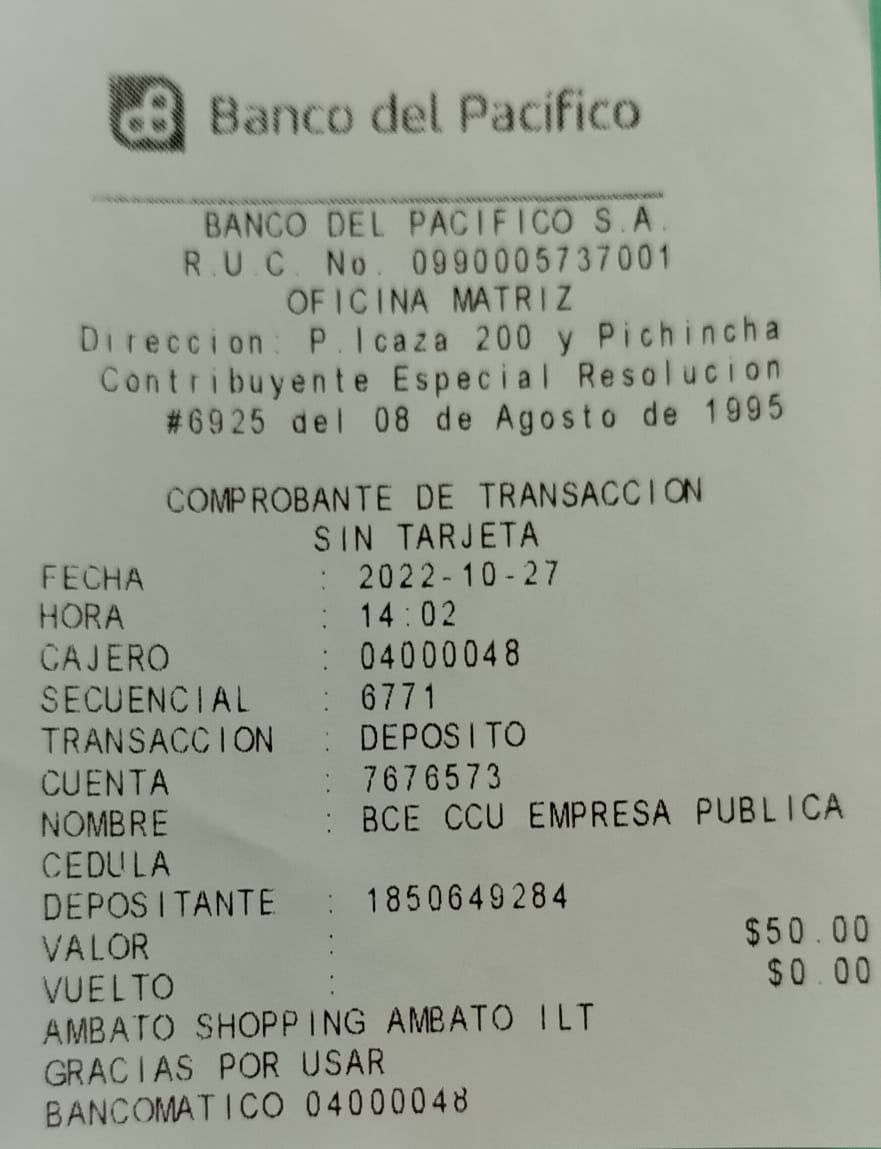 Banco del Pacifico
BANCO DEL PACIFICO S.A.
R.U.C. No. 0990005737001
OFICINA MATRIZ
Direccion: P.Icaza 200 y Pichincha
Contribuyente Especial Resolucion
#6925 del 08 de Agosto de 1995
COMPROBANTE DE TRANSACCION
SIN TARJETA
FECHA : 2022-10-27
HORA : 14:02
CAJERO : 04000048
SECUENCIAL : 6771
TRANSACCION : DEPOSITO
CUENTA : 7676573
NOMBRE : BCE CCU EMPRESA PUBLICA
CEDULA
DEPOSITANTE : 1850649284
VALOR : $50.00
VUELTO : $0.00
AMBATO SHOPPING AMBATO ILT
GRACIAS POR USAR
BANCOMATICO 04000048